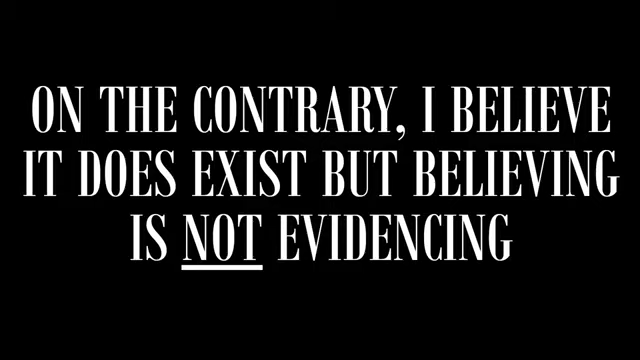 ON THE CONTRARY, I BELIEVE
IT DOES EXIST BUT BELIEVING
IS NOT EVIDENCING